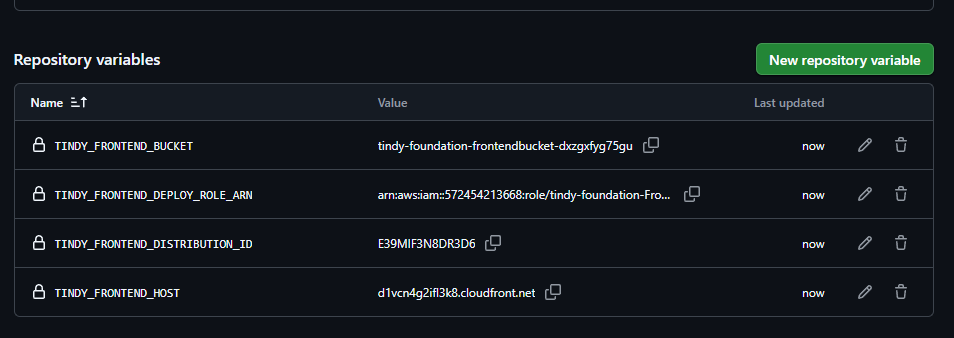 Repository variables
New repository variable
Name Value Last updated
TINDY_FRONTEND_BUCKET tindy-foundation-frontendbucket-dxzgxfyg75gu now
TINDY_FRONTEND_DEPLOY_ROLE_ARN arn:aws:iam::572454213668:role/tindy-foundation-Fro... now
TINDY_FRONTEND_DISTRIBUTION_ID E39MIF3N8DR3D6 now
TINDY_FRONTEND_HOST d1vcn4g2ifl3k8.cloudfront.net now